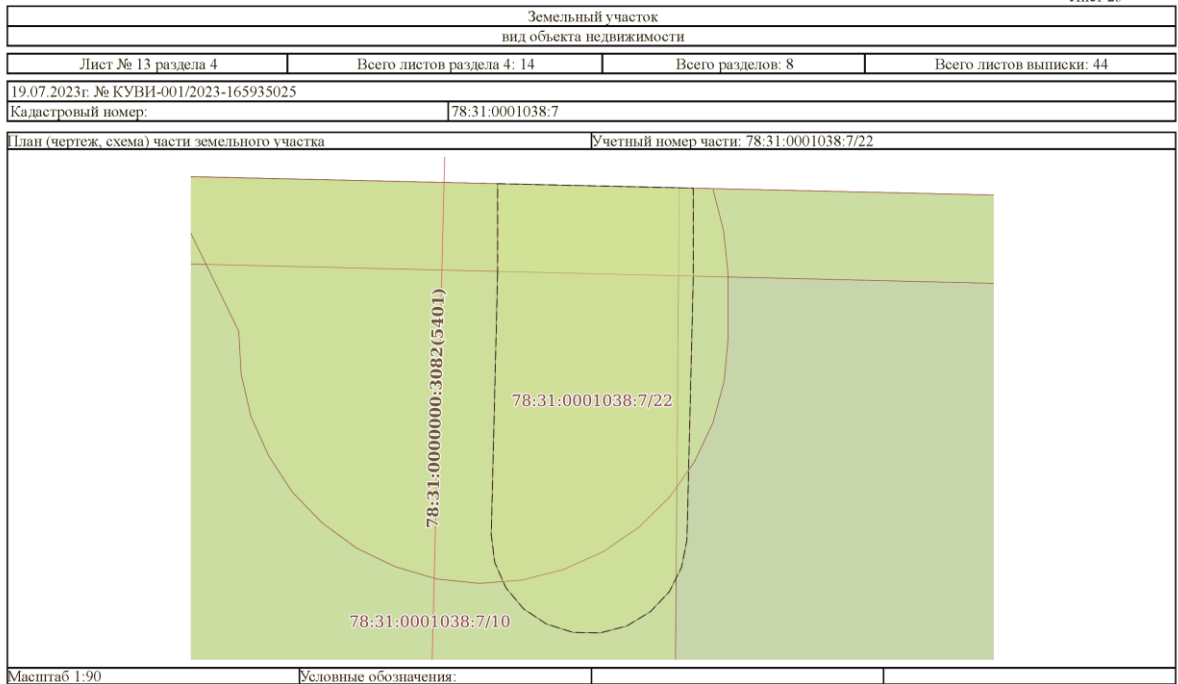 Земельный участок
вид объекта недвижимости
Лист № 13 раздела 4 Всего листов раздела 4: 14 Всего разделов: 8 Всего листов выписки: 44
19.07.2023г. № КУВИ-001/2023-165935025
Кадастровый номер: 78:31:0001038:7
План (чертеж, схема) части земельного участка Учетный номер части: 78:31:0001038:7/22
78:31:0000000:3082(5401)
78:31:0001038:7/22
78:31:0001038:7/10
Масштаб 1:90 Условные обозначения: